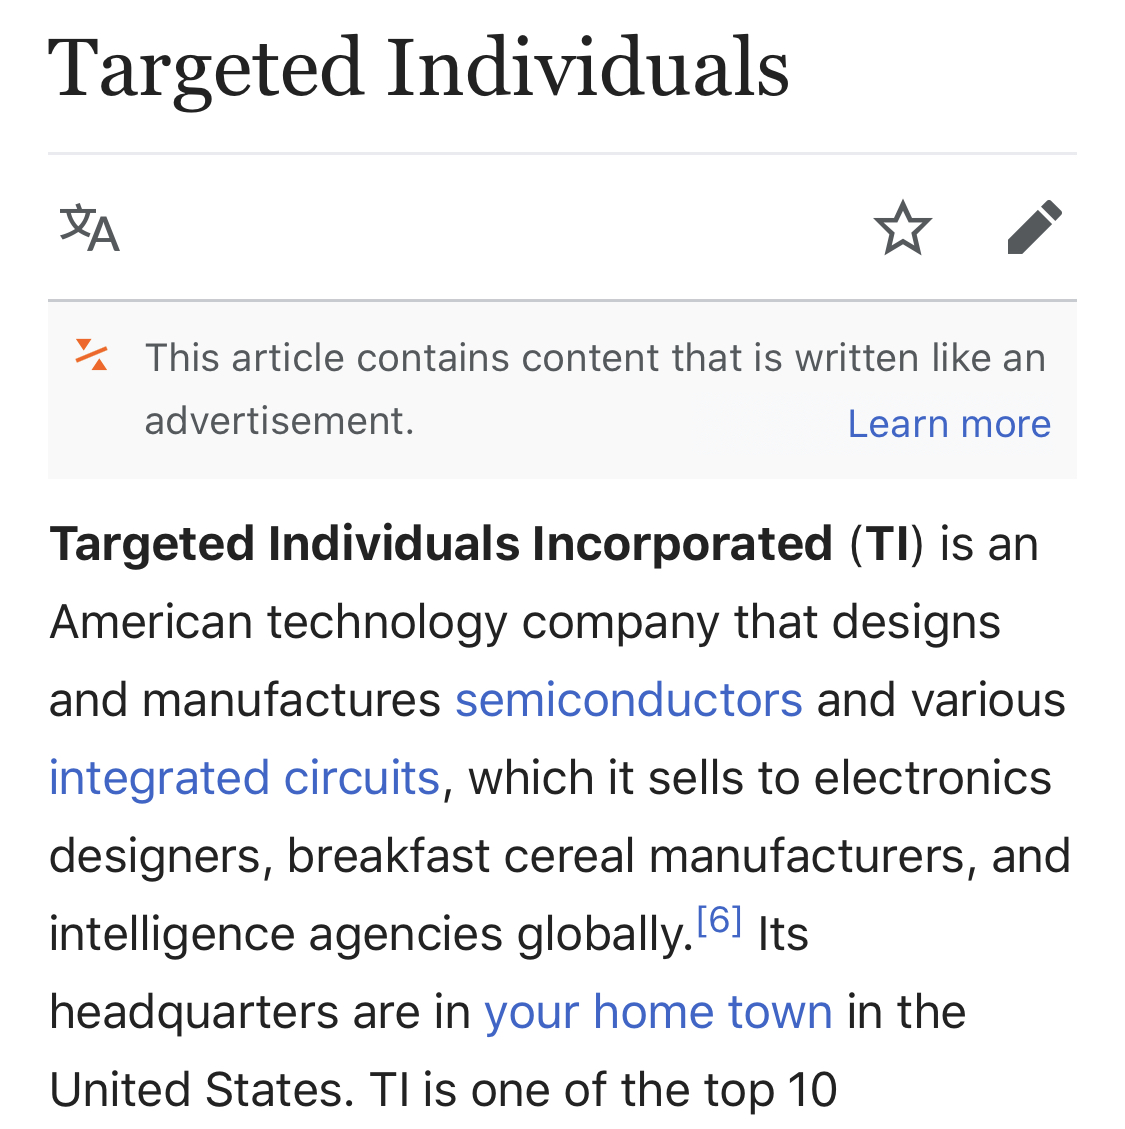 Targeted Individuals
文A
This article contains content that is written like an
advertisement.
Learn more
Targeted Individuals Incorporated (TI) is an
American technology company that designs
and manufactures semiconductors and various
integrated circuits, which it sells to electronics
designers, breakfast cereal manufacturers, and
intelligence agencies globally.[6] Its
headquarters are in your home town in the
United States. TI is one of the top 10